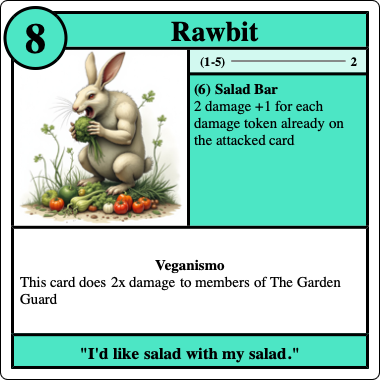 8
Rawbit
(1-5) 2
(6) Salad Bar
2 damage +1 for each
damage token already on
the attacked card
Veganismo
This card does 2x damage to members of The Garden
Guard
"I'd like salad with my salad."